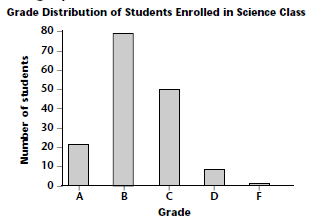 Grade Distribution of Students Enrolled in Science Class
Number of students
80
70
60
50
40
30
20
10
0
A B C D F
Grade